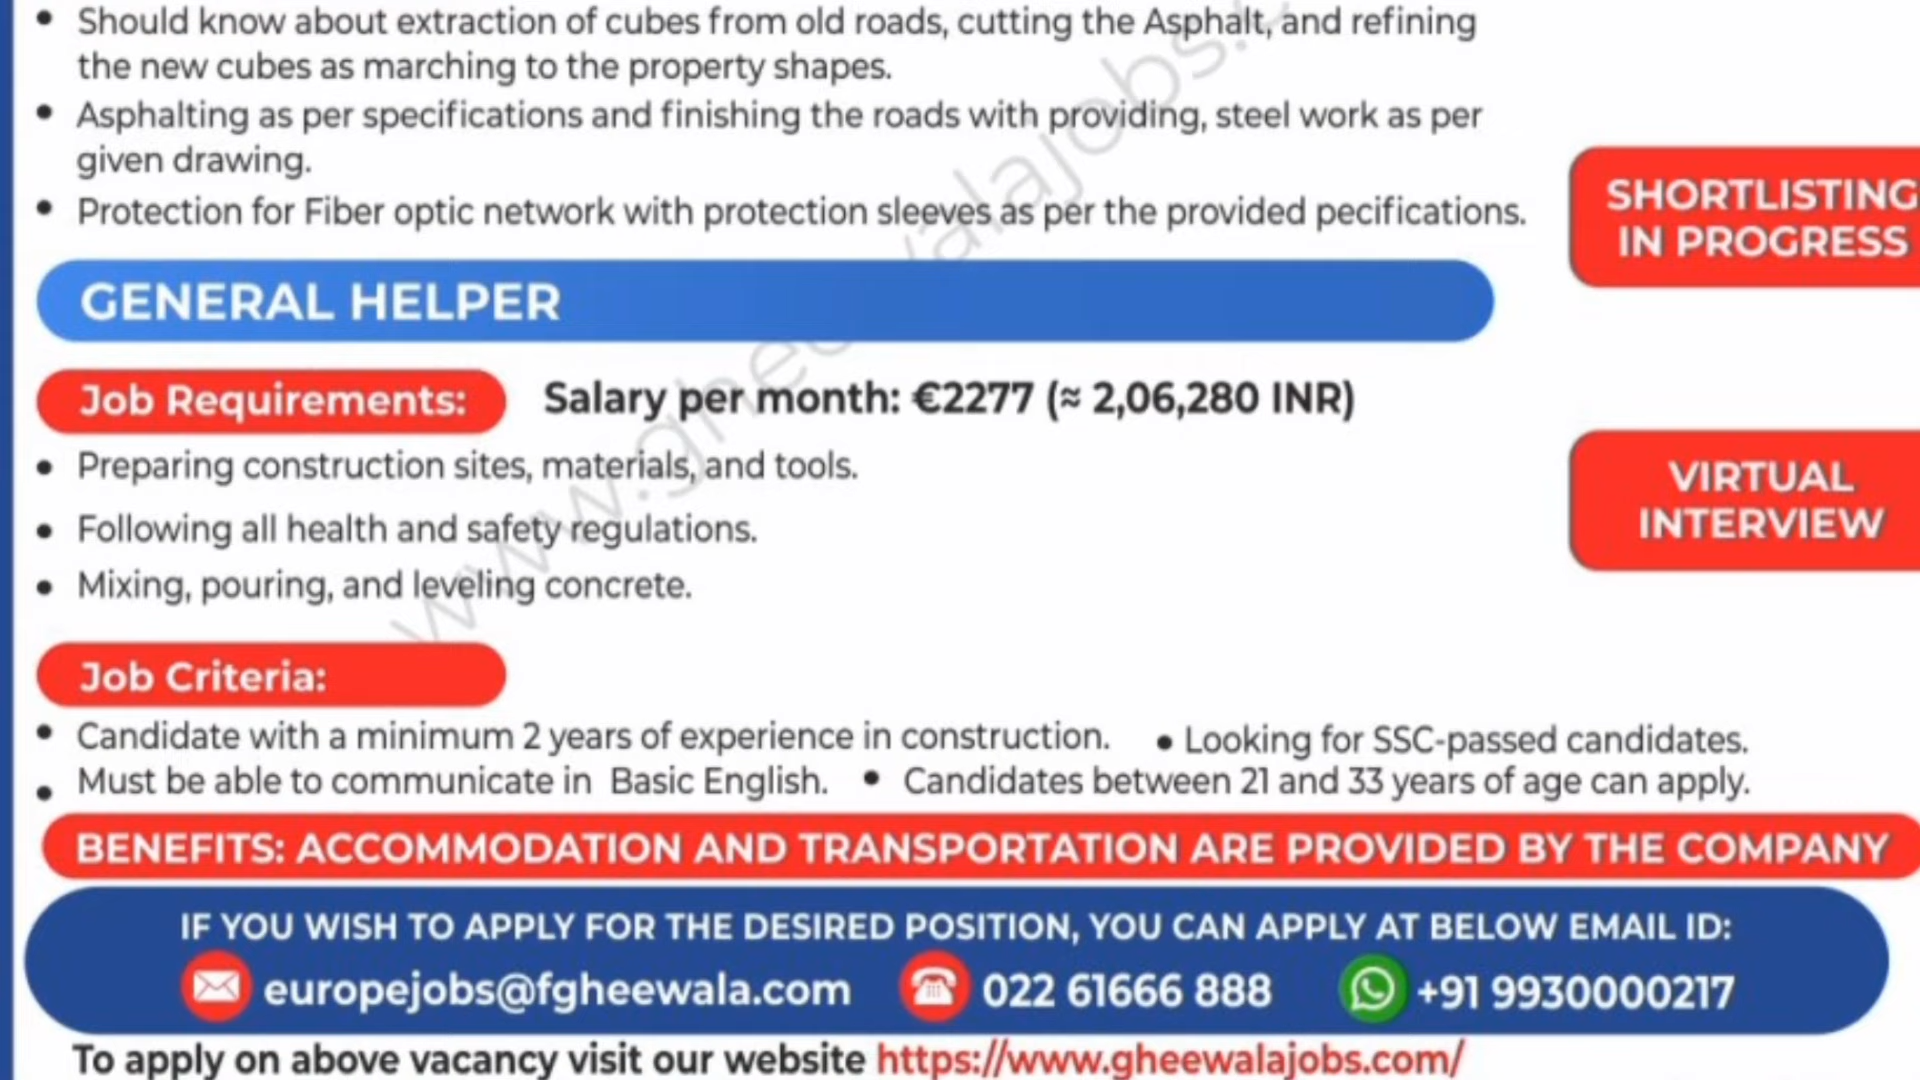 • Should know about extraction of cubes from old roads, cutting the Asphalt, and refining
the new cubes as marching to the property shapes.
• Asphalting as per specifications and finishing the roads with providing, steel work as per
given drawing.
• Protection for Fiber optic network with protection sleeves as per the provided pecifications.
SHORTLISTING
IN PROGRESS
GENERAL HELPER
Job Requirements:
Salary per month: €2277 (≈ 2,06,280 INR)
• Preparing construction sites, materials, and tools.
• Following all health and safety regulations.
• Mixing, pouring, and leveling concrete.
VIRTUAL
INTERVIEW
Job Criteria:
• Candidate with a minimum 2 years of experience in construction. • Looking for SSC-passed candidates.
• Must be able to communicate in Basic English. • Candidates between 21 and 33 years of age can apply.
BENEFITS: ACCOMMODATION AND TRANSPORTATION ARE PROVIDED BY THE COMPANY
IF YOU WISH TO APPLY FOR THE DESIRED POSITION, YOU CAN APPLY AT BELOW EMAIL ID:
europejobs@fgheewala.com 022 61666 888 +91 9930000217
To apply on above vacancy visit our website https://www.gheewalajobs.com/